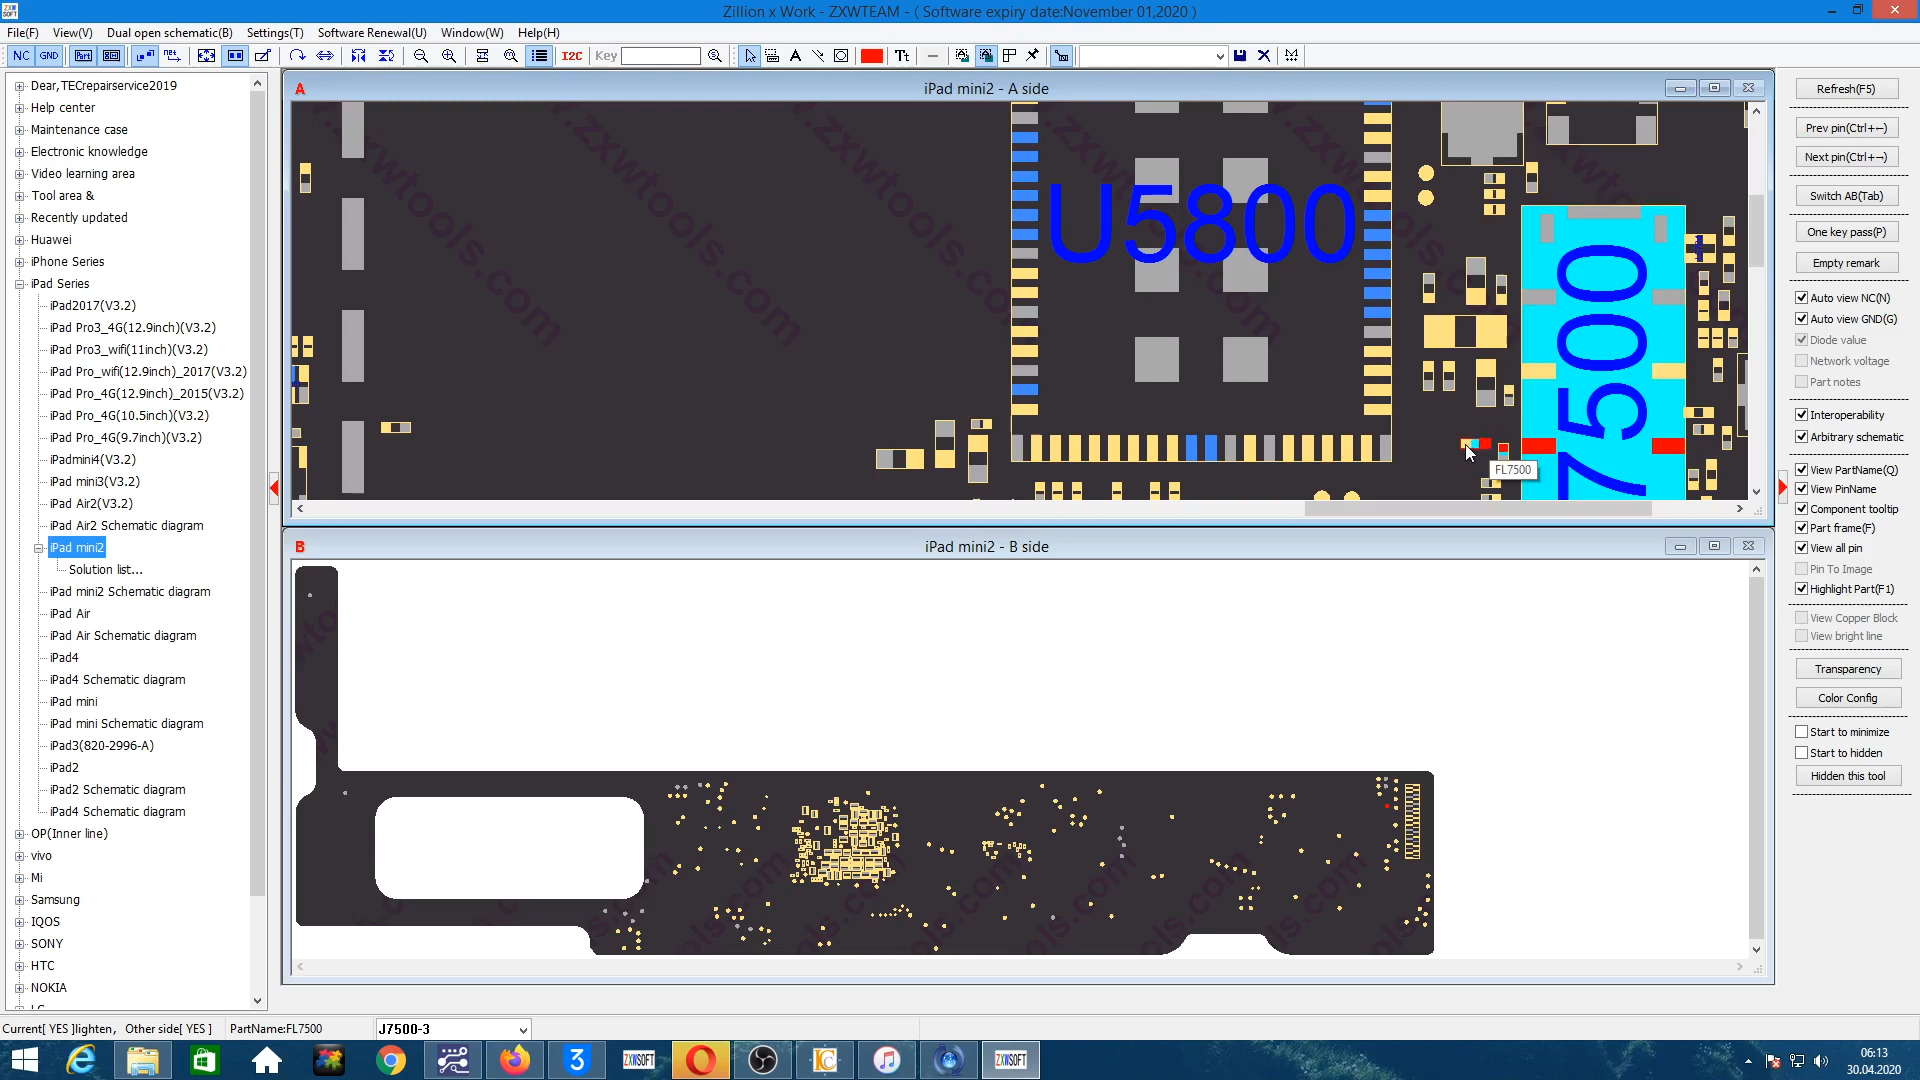 Zillion x Work - ZXWTEAM - ( Software expiry date:November 01,2020 )
File(F) View(V) Dual open schematic(B) Settings(T) Software Renewal(U) Window(W) Help(H)
NC GND I2C Key
Dear,TECrepairservice2019
Help center
Maintenance case
Electronic knowledge
Video learning area
Tool area &
Recently updated
Huawei
iPhone Series
iPad Series
iPad2017(V3.2)
iPad Pro3_4G(12.9inch)(V3.2)
iPad Pro3_wifi(11inch)(V3.2)
iPad Pro_wifi(12.9inch)_2017(V3.2)
iPad Pro_4G(12.9inch)_2015(V3.2)
iPad Pro_4G(10.5inch)(V3.2)
iPad Pro_4G(9.7inch)(V3.2)
iPadmini4(V3.2)
iPad mini3(V3.2)
iPad Air2(V3.2)
iPad Air2 Schematic diagram
iPad mini2
Solution list...
iPad mini2 Schematic diagram
iPad Air
iPad Air Schematic diagram
iPad4
iPad4 Schematic diagram
iPad mini
iPad mini Schematic diagram
iPad3(820-2996-A)
iPad2
iPad2 Schematic diagram
iPad4 Schematic diagram
OP(Inner line)
vivo
Mi
Samsung
IQOS
SONY
HTC
NOKIA
A
iPad mini2 - A side
U5800
7500
FL7500
B
iPad mini2 - B side
Refresh(F5)
Prev pin(Ctrl+←)
Next pin(Ctrl+→)
Switch AB(Tab)
One key pass(P)
Empty remark
Auto view NC(N)
Auto view GND(G)
Diode value
Network voltage
Part notes
Interoperability
Arbitrary schematic
View PartName(Q)
View PinName
Component tooltip
Part frame(F)
View all pin
Pin To Image
Highlight Part(F1)
View Copper Block
View bright line
Transparency
Color Config
Start to minimize
Start to hidden
Hidden this tool
Current[ YES ]lighten, Other side[ YES ] PartName:FL7500 J7500-3
06:13
30.04.2020